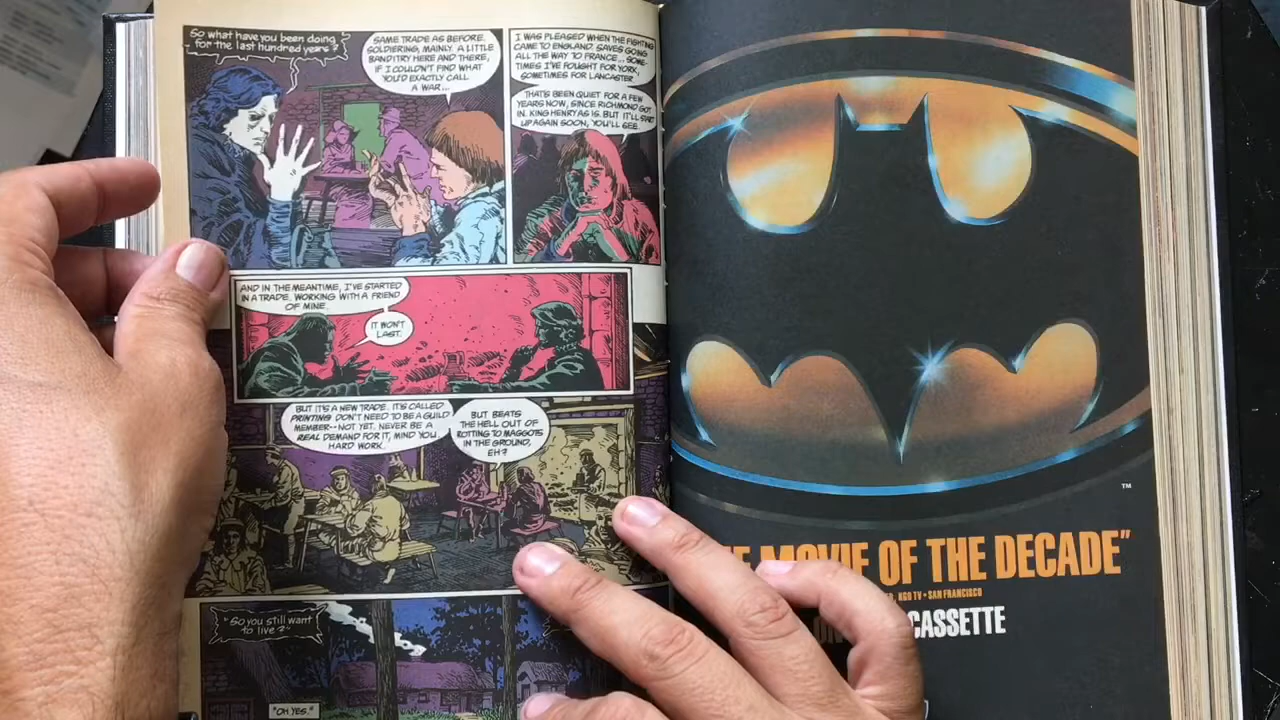 So what have you been doing
for the last hundred years?
SAME TRADE AS BEFORE.
SOLDIERING, MAINLY. A LITTLE
BANDITRY HERE AND THERE,
IF I COULDN'T FIND WHAT
YOU'D EXACTLY CALL
A WAR...
I WAS PLEASED WHEN THE FIGHTING
CAME TO ENGLAND. SAVES GOING
ALL THE WAY TO FRANCE... SOME-
TIMES I'VE FOUGHT FOR YORK,
SOMETIMES FOR LANCASTER.
THAT'S BEEN QUIET FOR A FEW
YEARS NOW, SINCE RICHMOND GOT
IN. KING HENRY AS IS. BUT IT'LL START
UP AGAIN SOON, YOU'LL SEE.
AND IN THE MEANTIME, I'VE STARTED
IN A TRADE. WORKING WITH A FRIEND
OF MINE.
IT WON'T
LAST.
BUT IT'S A NEW TRADE. IT'S CALLED
PRINTING. DON'T NEED TO BE A GUILD
MEMBER--NOT YET. NEVER BE A
REAL DEMAND FOR IT, MIND YOU.
HARD WORK.
BUT BEATS
THE HELL OUT OF
ROTTING TO MAGGOTS
IN THE GROUND,
EH?
"So you still want
to live?"
"OH YES."
TM
MOVIE OF THE DECADE"
KGO TV • SAN FRANCISCO
CASSETTE